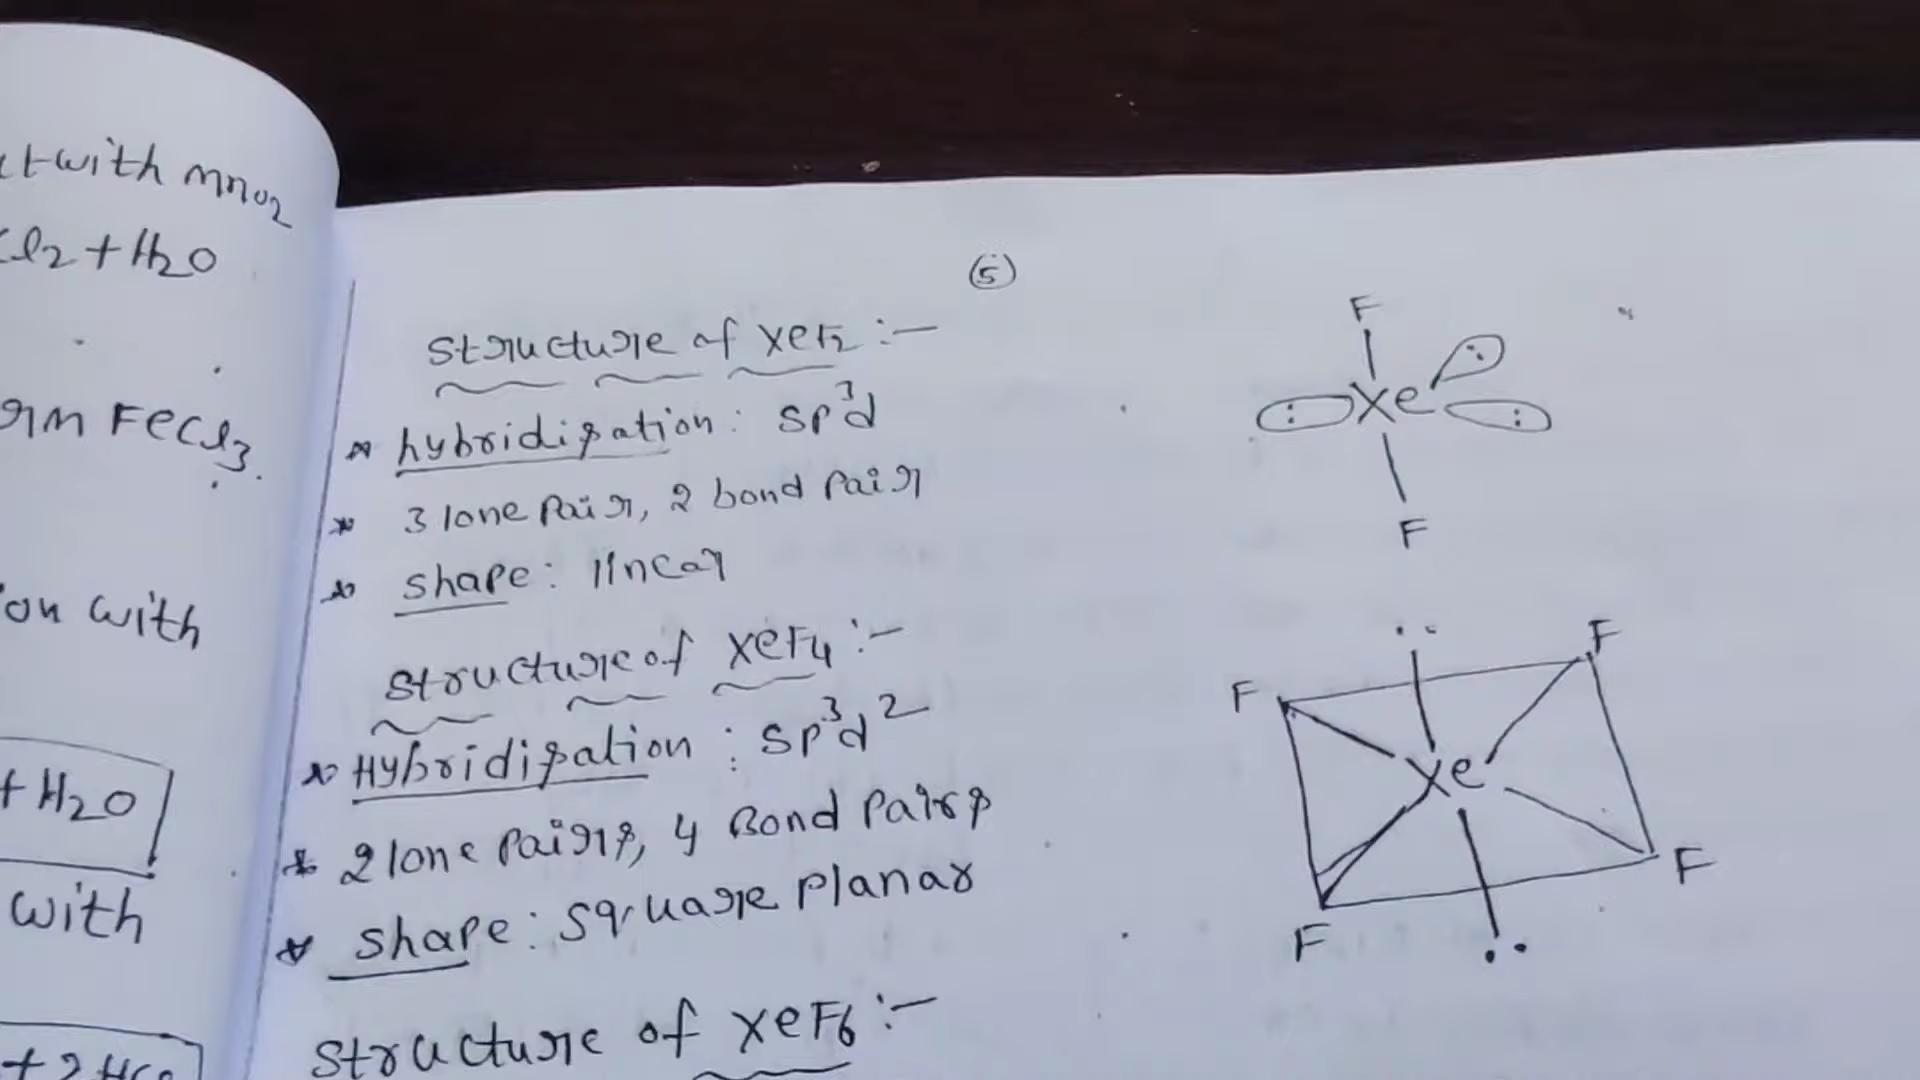 with mno2
Cl2 + H2O
FeCl3.
on with
+ H2O
with
+ 2HCl
5
Structure of XeF2 :-
* hybridisation : sp³d
* 3 lone pair, 2 bond pair
* shape : linear
Structure of XeF4 :-
* Hybridisation : sp³d²
* 2 lone pairs, 4 Bond pairs
* shape : square planar
Structure of XeF6 :-
F
Xe
F
F
F
Xe
F
F